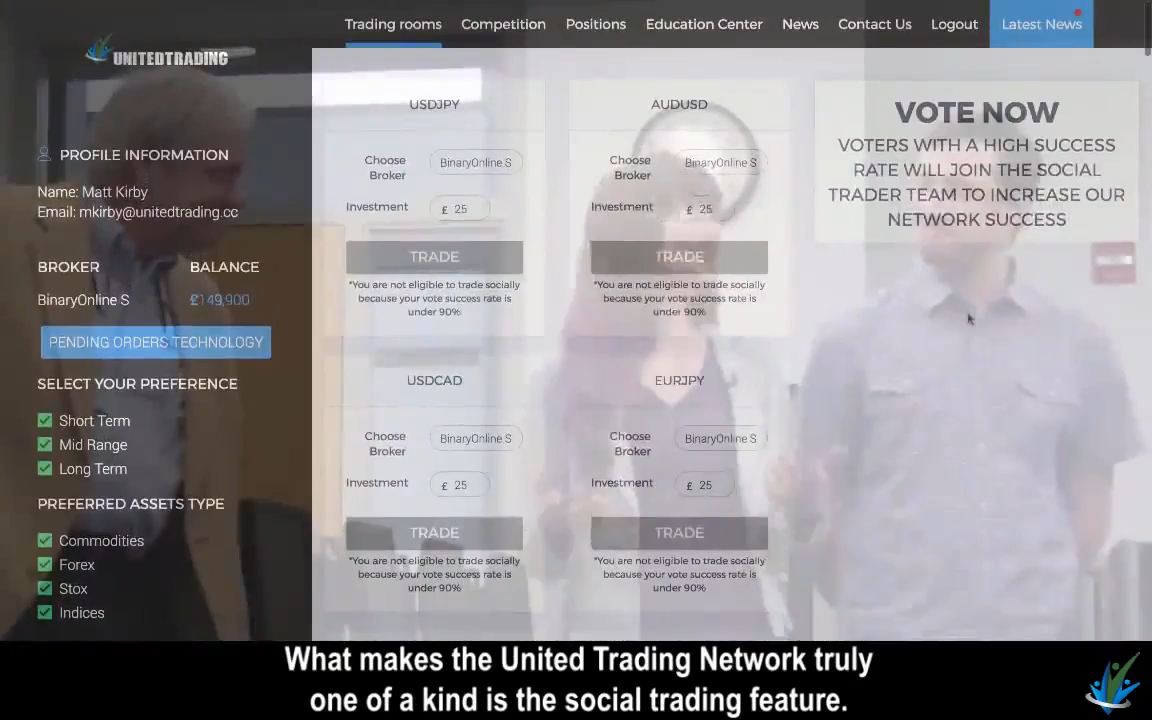 Trading rooms
Competition
Positions
Education Center
News
Contact Us
Logout
Latest News
UNITEDTRADING
PROFILE INFORMATION
Name: Matt Kirby
Email: mkirby@unitedtrading.cc
BROKER
BALANCE
BinaryOnline S
£149,900
PENDING ORDERS TECHNOLOGY
SELECT YOUR PREFERENCE
Short Term
Mid Range
Long Term
PREFERRED ASSETS TYPE
Commodities
Forex
Stox
Indices
USDJPY
Choose
Broker
BinaryOnline S
Investment
£ 25
TRADE
*You are not eligible to trade socially
because your vote success rate is
under 90%
AUDUSD
Choose
Broker
BinaryOnline S
Investment
£ 25
TRADE
*You are not eligible to trade socially
because your vote success rate is
under 90%
USDCAD
Choose
Broker
BinaryOnline S
Investment
£ 25
TRADE
*You are not eligible to trade socially
because your vote success rate is
under 90%
EURJPY
Choose
Broker
BinaryOnline S
Investment
£ 25
TRADE
*You are not eligible to trade socially
because your vote success rate is
under 90%
VOTE NOW
VOTERS WITH A HIGH SUCCESS
RATE WILL JOIN THE SOCIAL
TRADER TEAM TO INCREASE OUR
NETWORK SUCCESS
What makes the United Trading Network truly
one of a kind is the social trading feature.